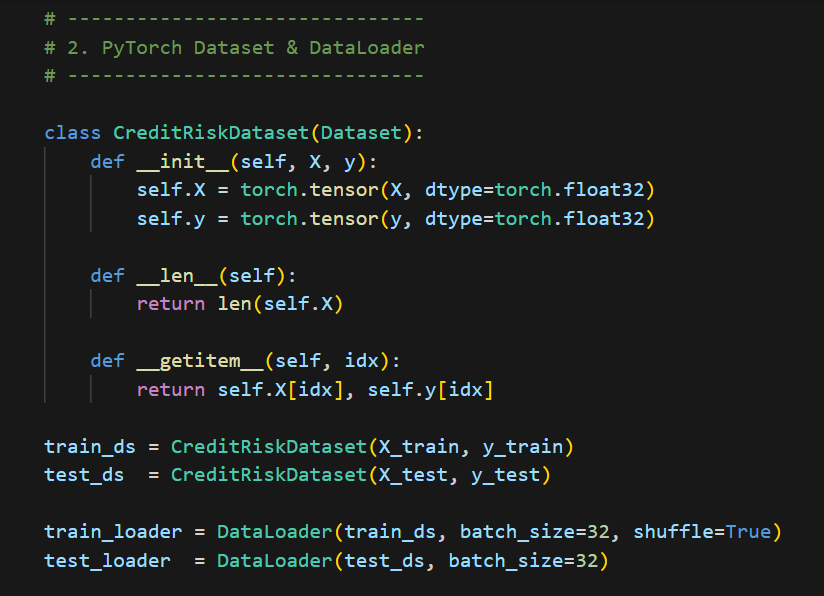 # -------------------------------
# 2. PyTorch Dataset & DataLoader
# -------------------------------
class CreditRiskDataset(Dataset):
    def __init__(self, X, y):
        self.X = torch.tensor(X, dtype=torch.float32)
        self.y = torch.tensor(y, dtype=torch.float32)
    def __len__(self):
        return len(self.X)
    def __getitem__(self, idx):
        return self.X[idx], self.y[idx]
train_ds = CreditRiskDataset(X_train, y_train)
test_ds  = CreditRiskDataset(X_test, y_test)
train_loader = DataLoader(train_ds, batch_size=32, shuffle=True)
test_loader  = DataLoader(test_ds, batch_size=32)